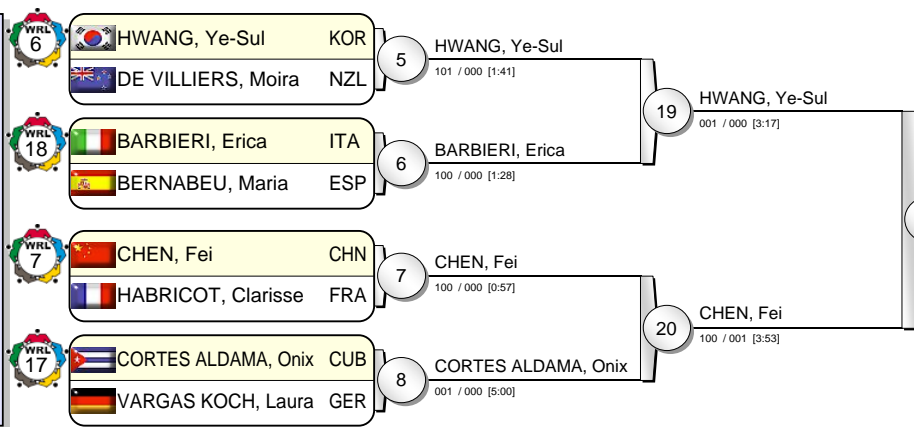 WRL
6
HWANG, Ye-Sul KOR
DE VILLIERS, Moira NZL
5
HWANG, Ye-Sul
101 / 000 [1:41]
19
HWANG, Ye-Sul
001 / 000 [3:17]
WRL
18
BARBIERI, Erica ITA
BERNABEU, Maria ESP
6
BARBIERI, Erica
100 / 000 [1:28]
WRL
7
CHEN, Fei CHN
HABRICOT, Clarisse FRA
7
CHEN, Fei
100 / 000 [0:57]
20
CHEN, Fei
100 / 001 [3:53]
WRL
17
CORTES ALDAMA, Onix CUB
VARGAS KOCH, Laura GER
8
CORTES ALDAMA, Onix
001 / 000 [5:00]